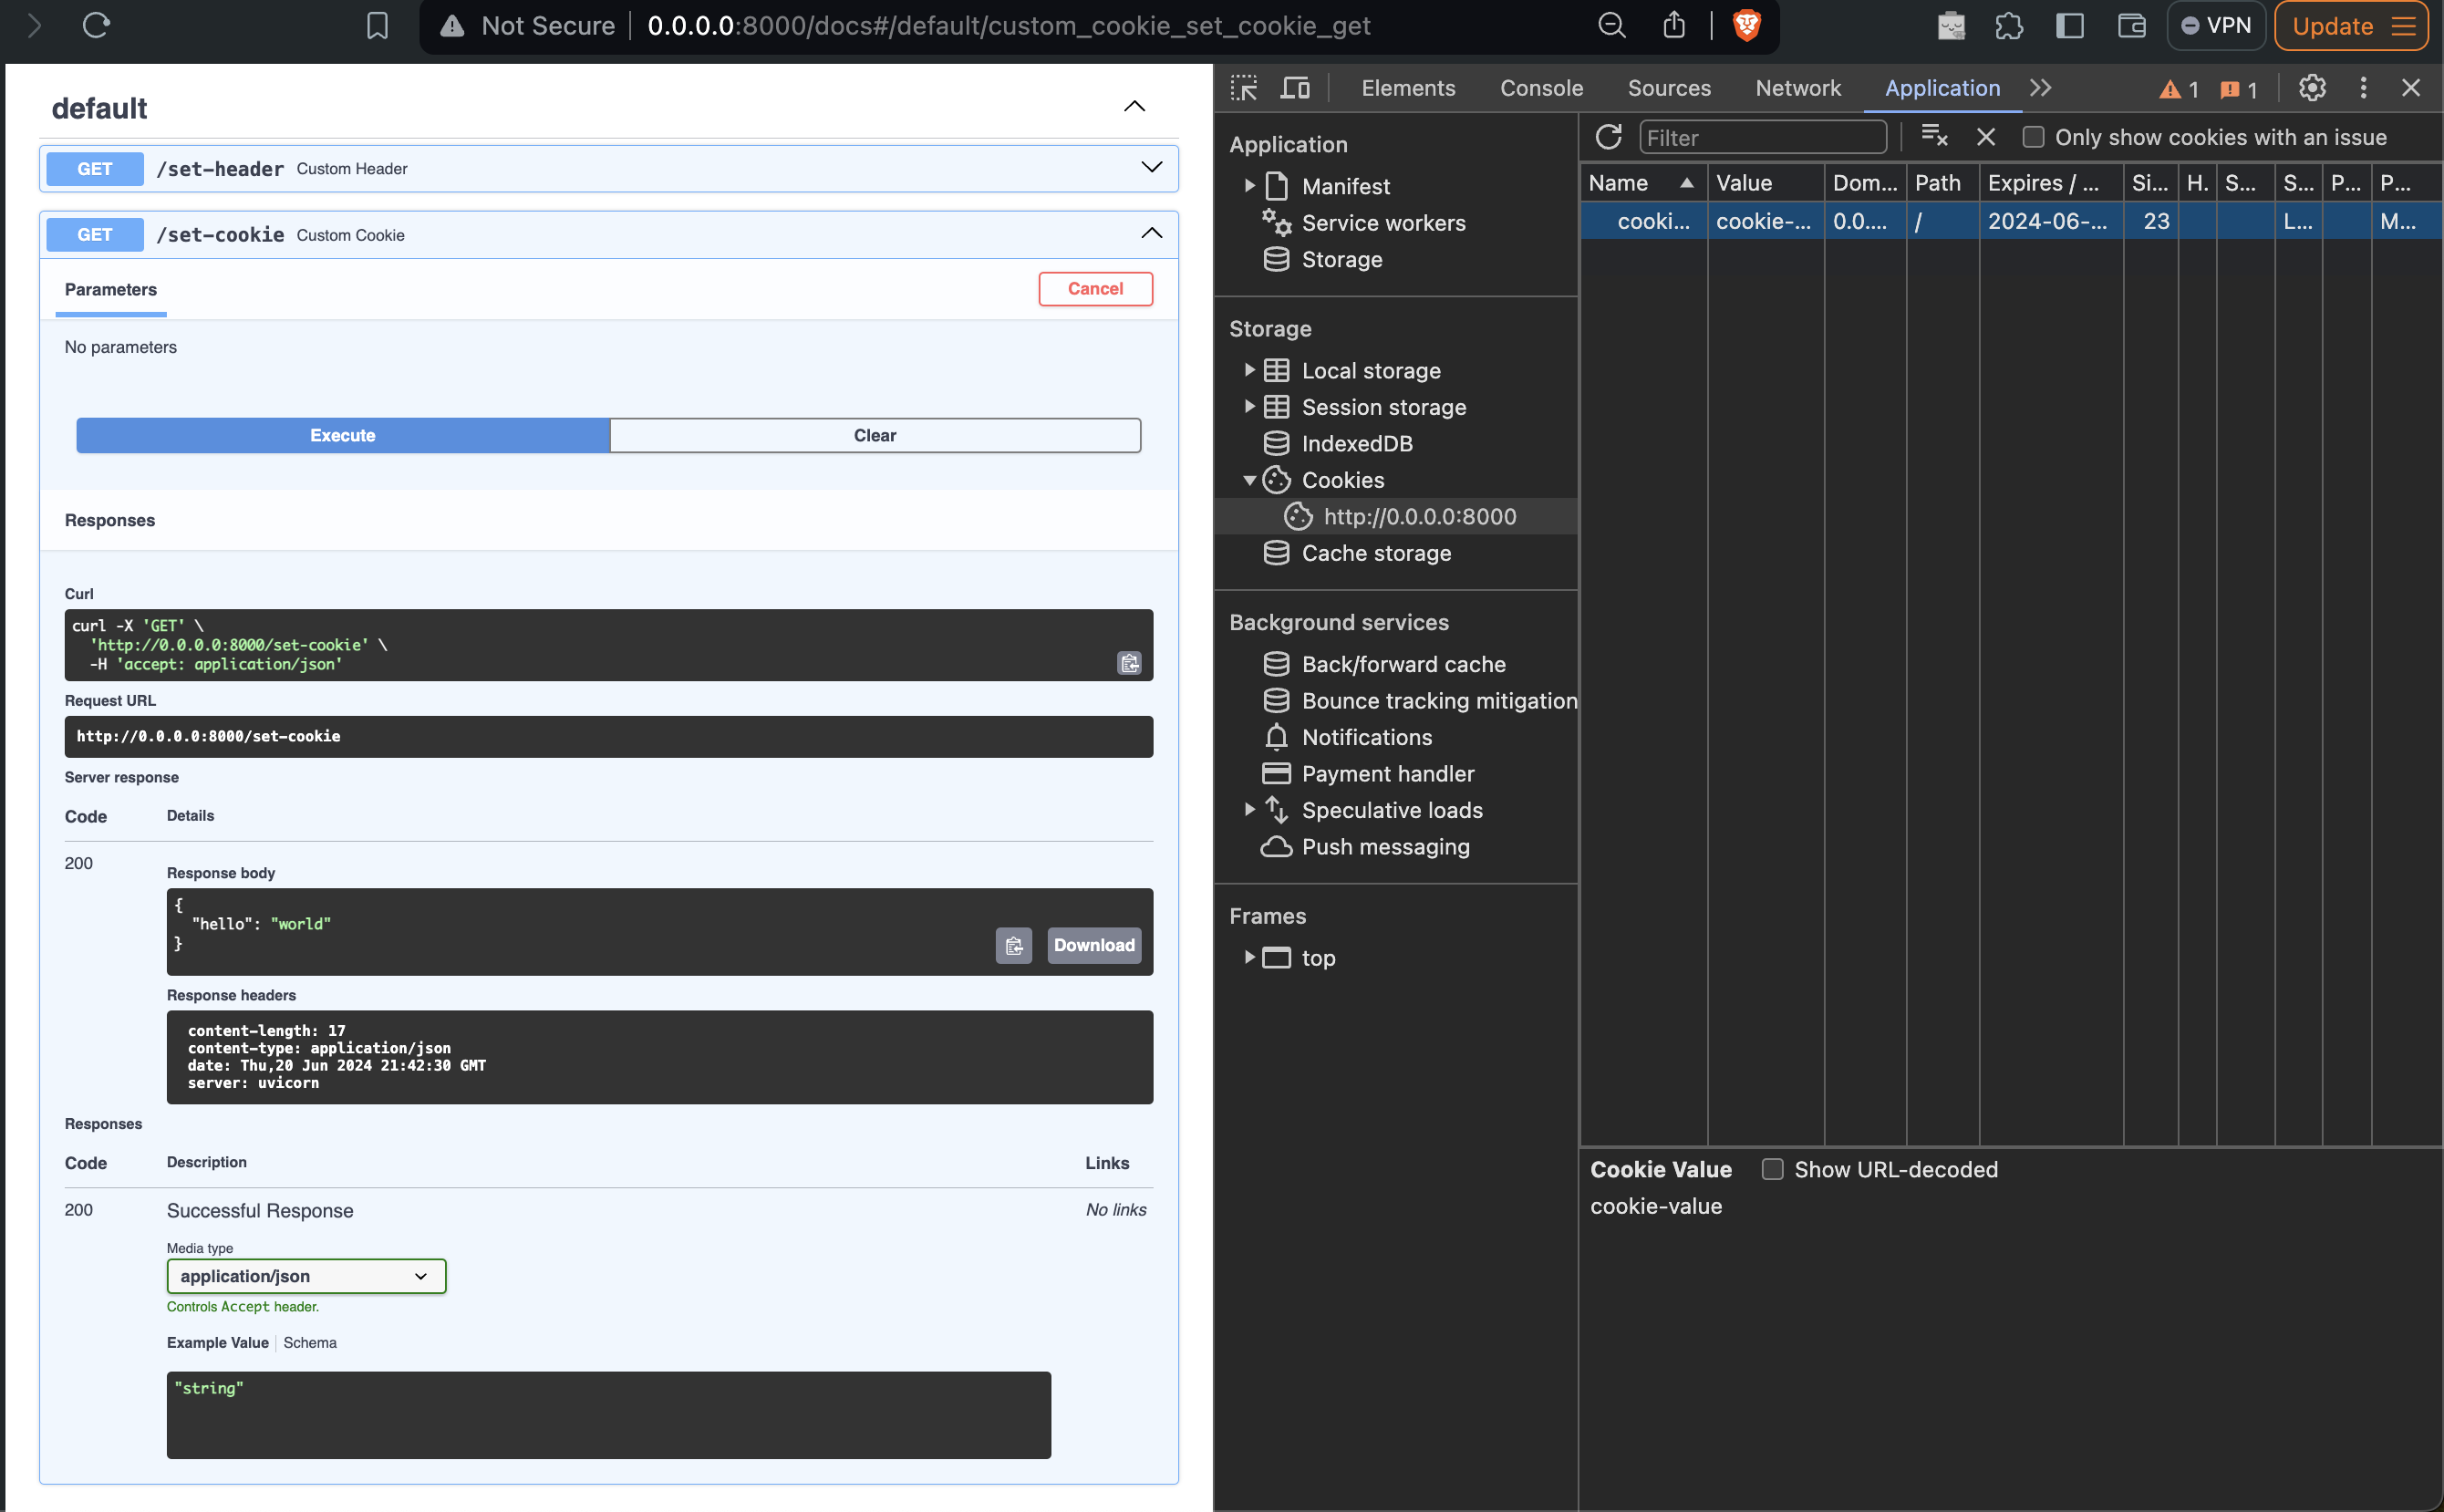 Not Secure 0.0.0.0:8000/docs#/default/custom_cookie_set_cookie_get
VPN
Update
default
GET /set-header Custom Header
GET /set-cookie Custom Cookie
Parameters
Cancel
No parameters
Execute
Clear
Responses
Curl
curl -X 'GET' \
'http://0.0.0.0:8000/set-cookie' \
-H 'accept: application/json'
Request URL
http://0.0.0.0:8000/set-cookie
Server response
Code Details
200
Response body
{
"hello": "world"
}
Download
Response headers
content-length: 17
content-type: application/json
date: Thu,20 Jun 2024 21:42:30 GMT
server: uvicorn
Responses
Code Description Links
200 Successful Response No links
Media type
application/json
Controls Accept header.
Example Value Schema
"string"
Elements Console Sources Network Application 1 1
Application
Manifest
Service workers
Storage
Storage
Local storage
Session storage
IndexedDB
Cookies
http://0.0.0.0:8000
Cache storage
Background services
Back/forward cache
Bounce tracking mitigation
Notifications
Payment handler
Speculative loads
Push messaging
Frames
top
Filter Only show cookies with an issue
Name Value Dom... Path Expires / ... Si... H. S... S... P... P...
cooki... cookie-... 0.0.... / 2024-06-... 23 L... M...
Cookie Value Show URL-decoded
cookie-value